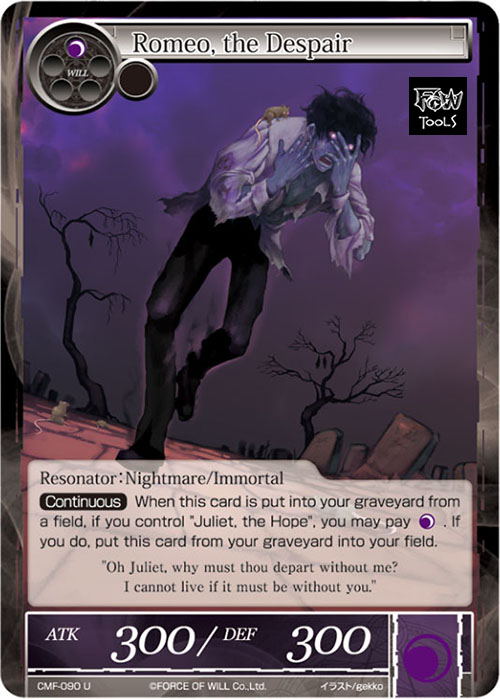 Romeo, the Despair
WILL
FOW
TOOLS
Resonator:Nightmare/Immortal
Continuous When this card is put into your graveyard from
a field, if you control "Juliet, the Hope", you may pay . If
you do, put this card from your graveyard into your field.
"Oh Juliet, why must thou depart without me?
I cannot live if it must be without you."
ATK 300/ DEF 300
CMF-090 U ©FORCE OF WILL Co.,Ltd. イラスト/gekko